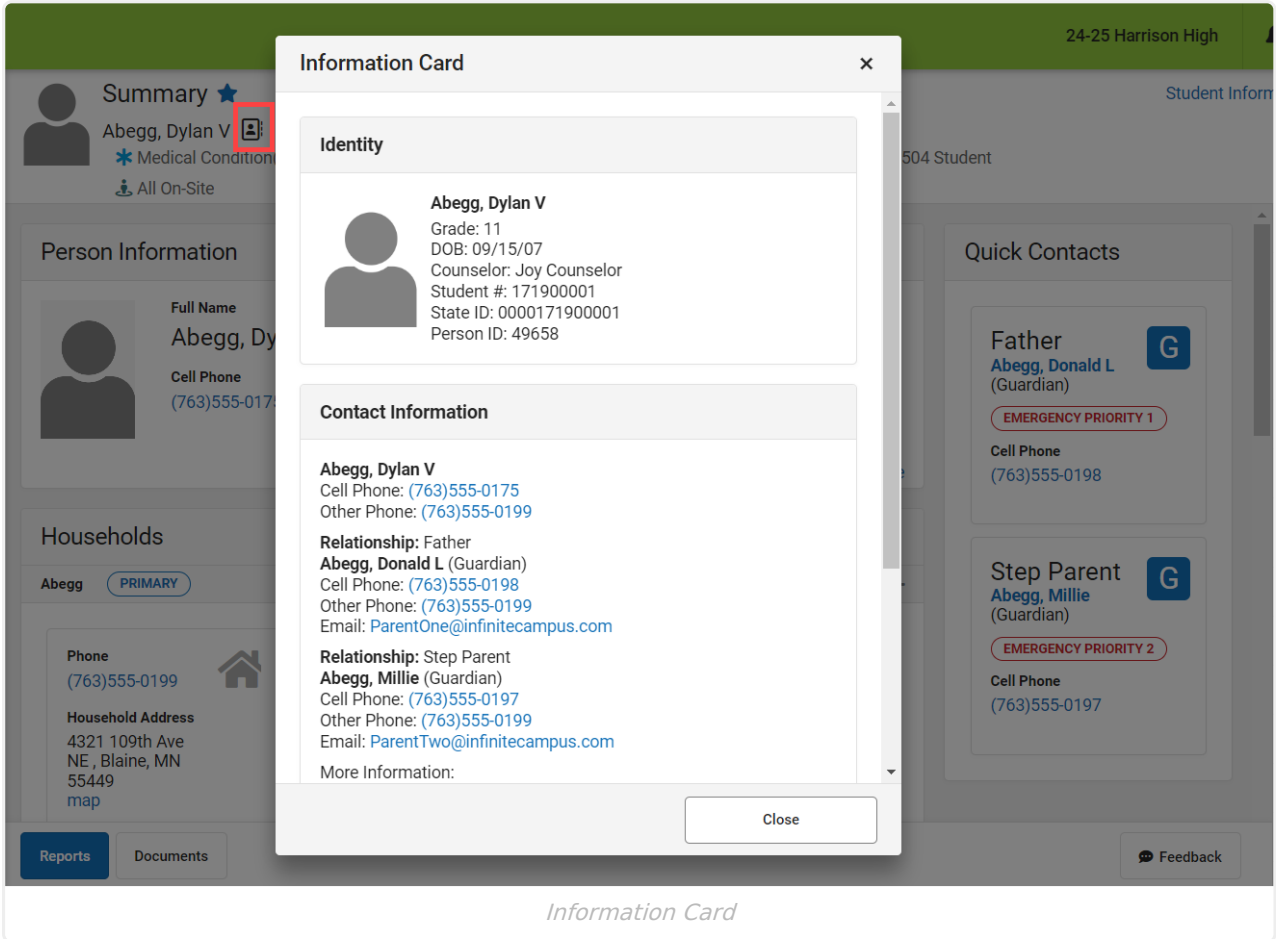 24-25 Harrison High
Summary
Student Inform
Abegg, Dylan V
Medical Condition
504 Student
All On-Site
Person Information
Full Name
Abegg, Dy
Cell Phone
(763)555-017
Households
Abegg PRIMARY
Phone
(763)555-0199
Household Address
4321 109th Ave
NE , Blaine, MN
55449
map
Information Card
×
Identity
Abegg, Dylan V
Grade: 11
DOB: 09/15/07
Counselor: Joy Counselor
Student #: 171900001
State ID: 0000171900001
Person ID: 49658
Contact Information
Abegg, Dylan V
Cell Phone: (763)555-0175
Other Phone: (763)555-0199
Relationship: Father
Abegg, Donald L (Guardian)
Cell Phone: (763)555-0198
Other Phone: (763)555-0199
Email: ParentOne@infinitecampus.com
Relationship: Step Parent
Abegg, Millie (Guardian)
Cell Phone: (763)555-0197
Other Phone: (763)555-0199
Email: ParentTwo@infinitecampus.com
More Information:
Close
Quick Contacts
Father
G
Abegg, Donald L
(Guardian)
EMERGENCY PRIORITY 1
Cell Phone
(763)555-0198
Step Parent
G
Abegg, Millie
(Guardian)
EMERGENCY PRIORITY 2
Cell Phone
(763)555-0197
Reports
Documents
Feedback
Information Card